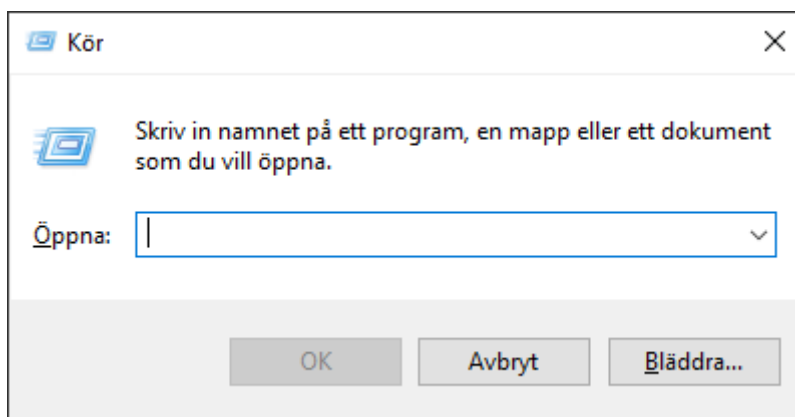 Kör
Skriv in namnet på ett program, en mapp eller ett dokument
som du vill öppna.
Öppna:
OK Avbryt Bläddra...